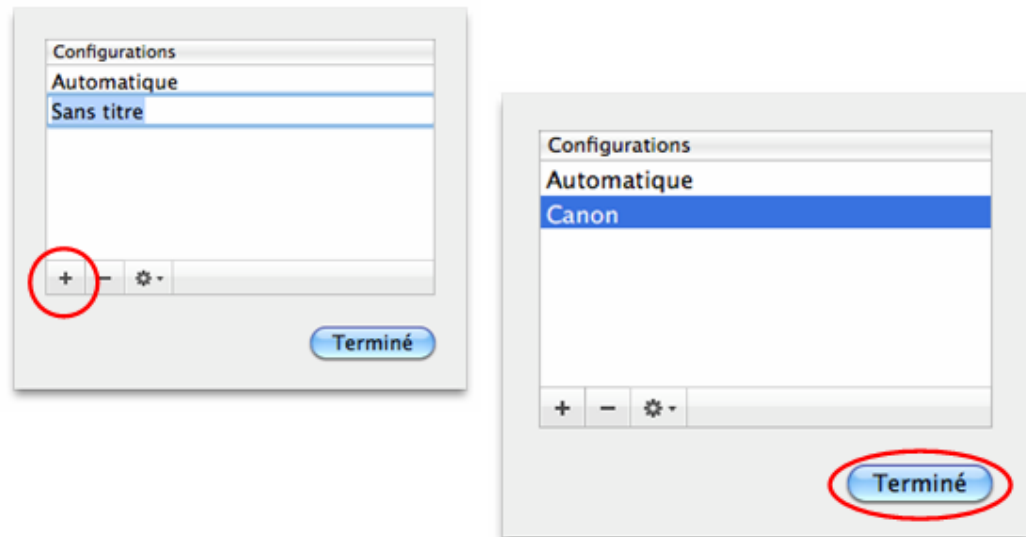 Configurations
Automatique
Sans titre
Terminé
Configurations
Automatique
Canon
Terminé